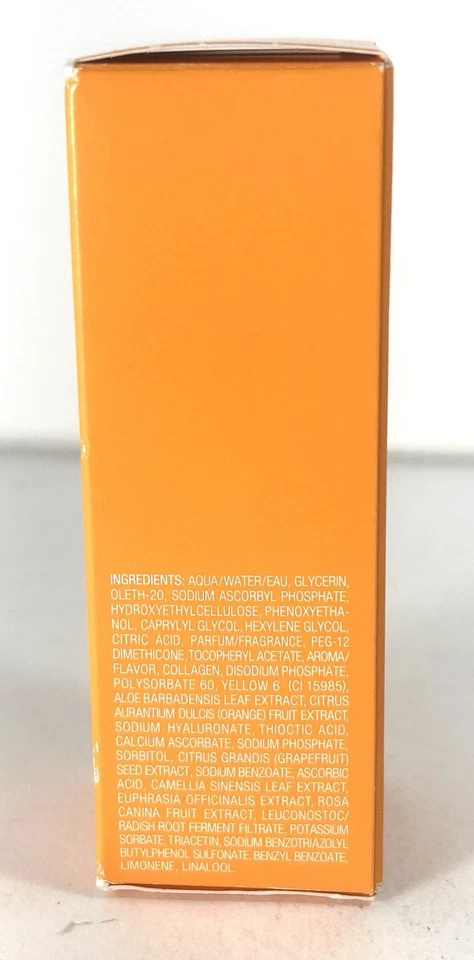 INGREDIENTS: AQUA/WATER/EAU, GLYCERIN,
OLETH-20, SODIUM ASCORBYL PHOSPHATE,
HYDROXYETHYLCELLULOSE, PHENOXYETHA-
NOL, CAPRYLYL GLYCOL, HEXYLENE GLYCOL,
CITRIC ACID, PARFUM/FRAGRANCE, PEG-12
DIMETHICONE, TOCOPHERYL ACETATE, AROMA/
FLAVOR, COLLAGEN, DISODIUM PHOSPHATE,
POLYSORBATE 60, YELLOW 6 (CI 15985),
ALOE BARBADENSIS LEAF EXTRACT, CITRUS
AURANTIUM DULCIS (ORANGE) FRUIT EXTRACT,
SODIUM HYALURONATE, THIOCTIC ACID,
CALCIUM ASCORBATE, SODIUM PHOSPHATE,
SORBITOL, CITRUS GRANDIS (GRAPEFRUIT)
SEED EXTRACT, SODIUM BENZOATE, ASCORBIC
ACID, CAMELLIA SINENSIS LEAF EXTRACT,
EUPHRASIA OFFICINALIS EXTRACT, ROSA
CANINA FRUIT EXTRACT, LEUCONOSTOC/
RADISH ROOT FERMENT FILTRATE, POTASSIUM
SORBATE, TRIACETIN, SODIUM BENZOTRIAZOLYL
BUTYLPHENOL SULFONATE, BENZYL BENZOATE,
LIMONENE, LINALOOL.